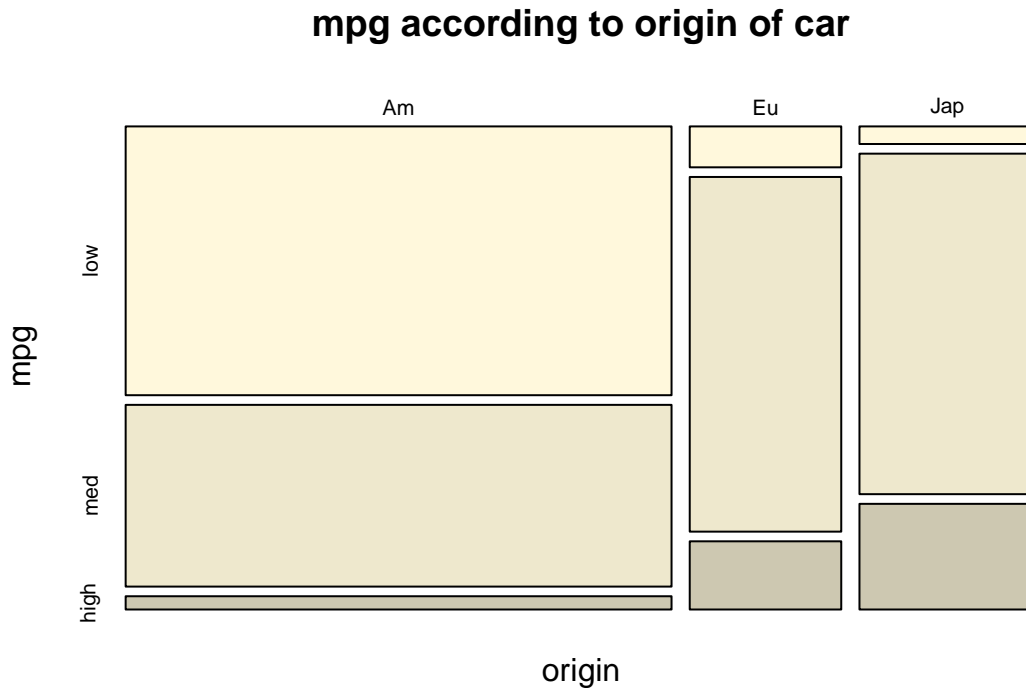 mpg according to origin of car
Am Eu Jap
low
mpg
med
high
origin